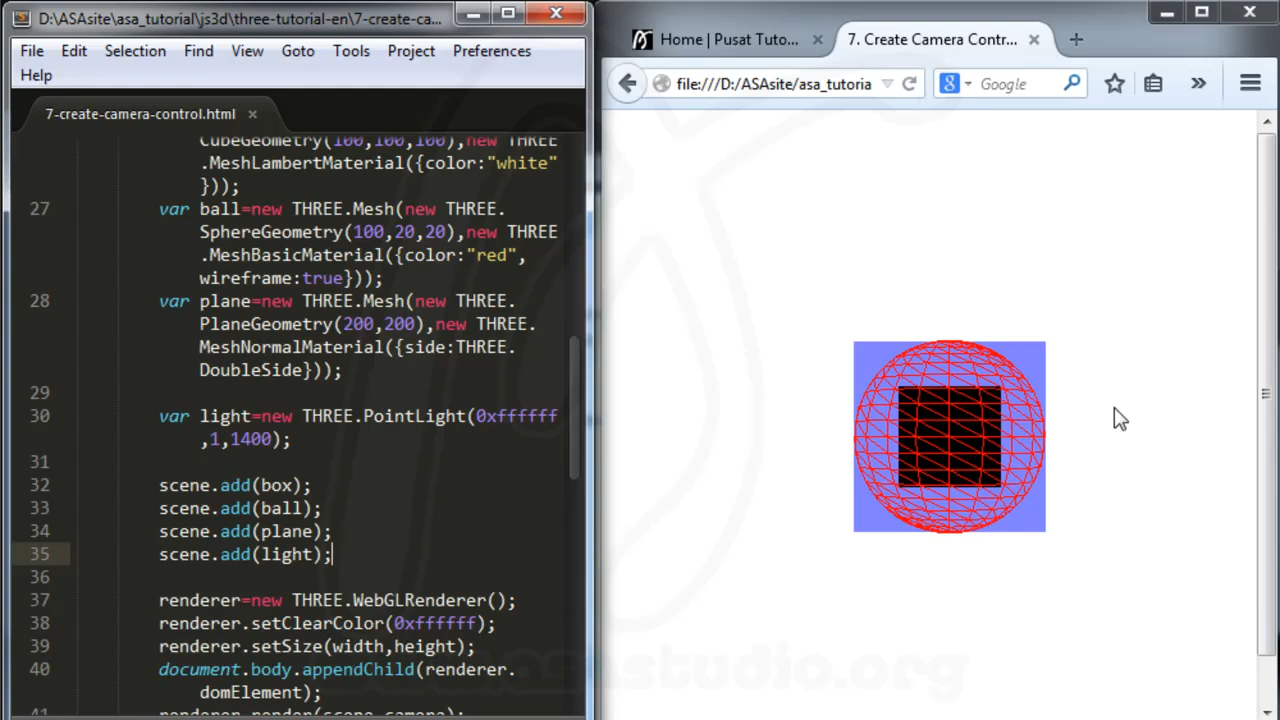 D:\ASAsite\asa_tutorial\js3d\three-tutorial-en\7-create-ca...
File Edit Selection Find View Goto Tools Project Preferences
Help
7-create-camera-control.html
CubeGeometry(100,100,100),new THREE
.MeshLambertMaterial({color:"white"
}));
27 var ball=new THREE.Mesh(new THREE.
SphereGeometry(100,20,20),new THREE
.MeshBasicMaterial({color:"red",
wireframe:true}));
28 var plane=new THREE.Mesh(new THREE.
PlaneGeometry(200,200),new THREE.
MeshNormalMaterial({side:THREE.
DoubleSide}));
29
30 var light=new THREE.PointLight(0xffffff
,1,1400);
31
32 scene.add(box);
33 scene.add(ball);
34 scene.add(plane);
35 scene.add(light);
36
37 renderer=new THREE.WebGLRenderer();
38 renderer.setClearColor(0xffffff);
39 renderer.setSize(width,height);
40 document.body.appendChild(renderer.
domElement);
41 renderer.render(scene,camera);
Home | Pusat Tuto...
7. Create Camera Contr...
file:///D:/ASAsite/asa_tutoria
Google